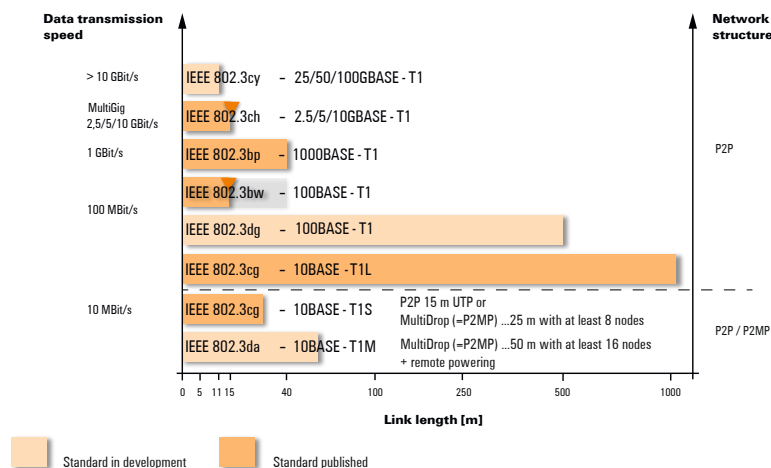 Data transmission
speed
Network
structure
> 10 GBit/s
IEEE 802.3cy - 25/50/100GBASE - T1
MultiGig
2,5/5/10 GBit/s
IEEE 802.3ch - 2.5/5/10GBASE - T1
1 GBit/s
IEEE 802.3bp - 1000BASE - T1
P2P
IEEE 802.3bw - 100BASE - T1
100 MBit/s
IEEE 802.3dg - 100BASE - T1
IEEE 802.3cg - 10BASE - T1L
10 MBit/s
IEEE 802.3cg - 10BASE - T1S
P2P 15 m UTP or
MultiDrop (=P2MP) ...25 m with at least 8 nodes
P2P / P2MP
IEEE 802.3da - 10BASE - T1M
MultiDrop (=P2MP) ...50 m with at least 16 nodes
+ remote powering
0 5 11 15 40 100 250 500 1000
Link length [m]
Standard in development
Standard published